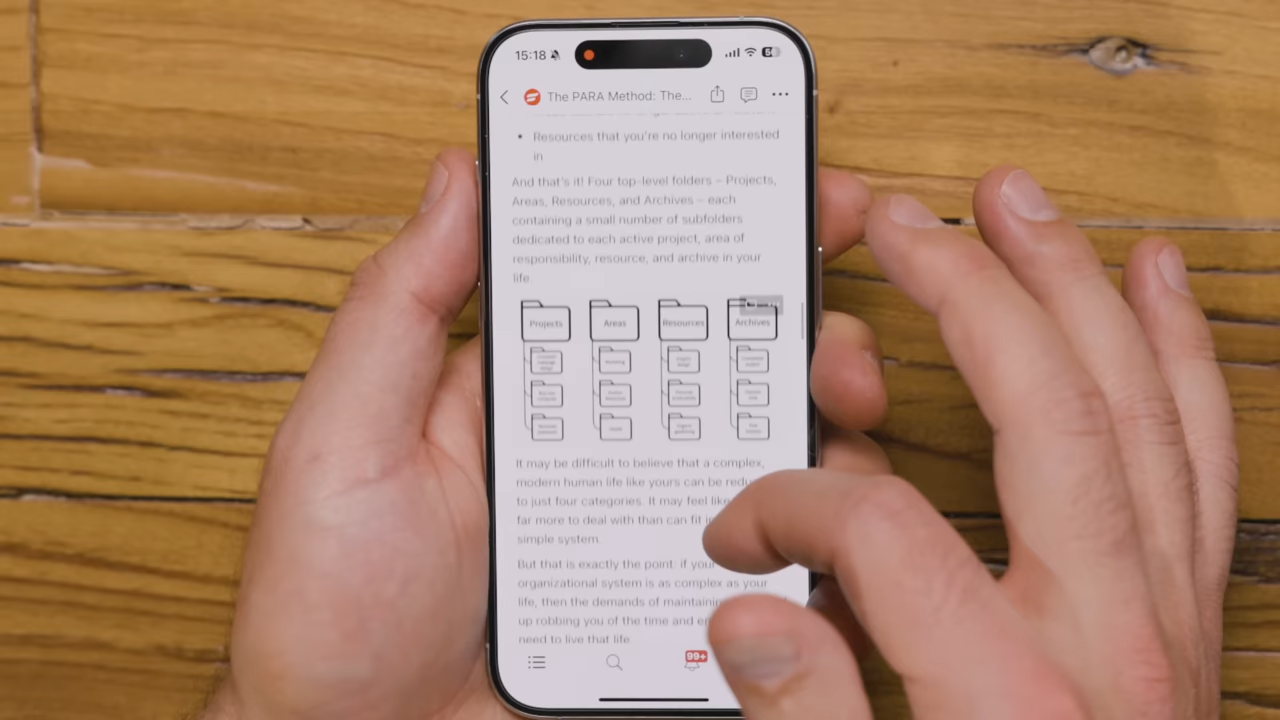 15:18
The PARA Method: The...
• Resources that you're no longer interested
in
And that's it! Four top-level folders – Projects,
Areas, Resources, and Archives – each
containing a small number of subfolders
dedicated to each active project, area of
responsibility, resource, and archive in your
life.
Projects Areas Resources Archives
It may be difficult to believe that a complex,
modern human life like yours can be
to just four categories. It may feel like
far more to deal with than can fit
simple system.
But that is exactly the point: if your
organizational system is as complex as your
life, then the demands of
up robbing you of the time and
need to live that life.
99+